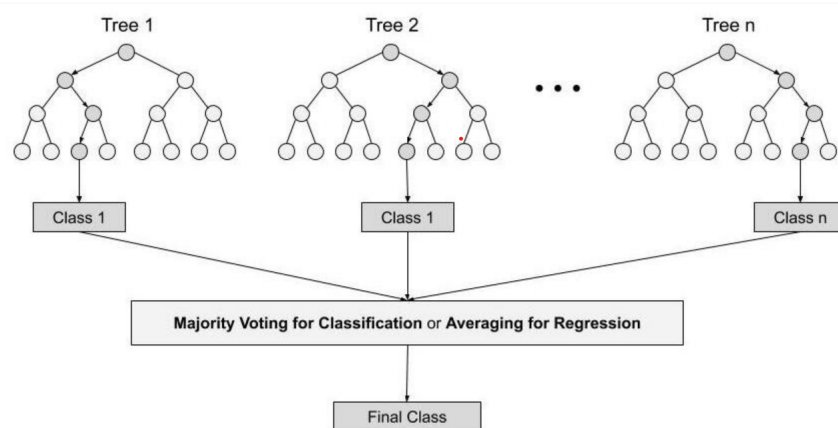 Tree 1
Tree 2
Tree n
Class 1
Class 1
Class n
Majority Voting for Classification or Averaging for Regression
Final Class